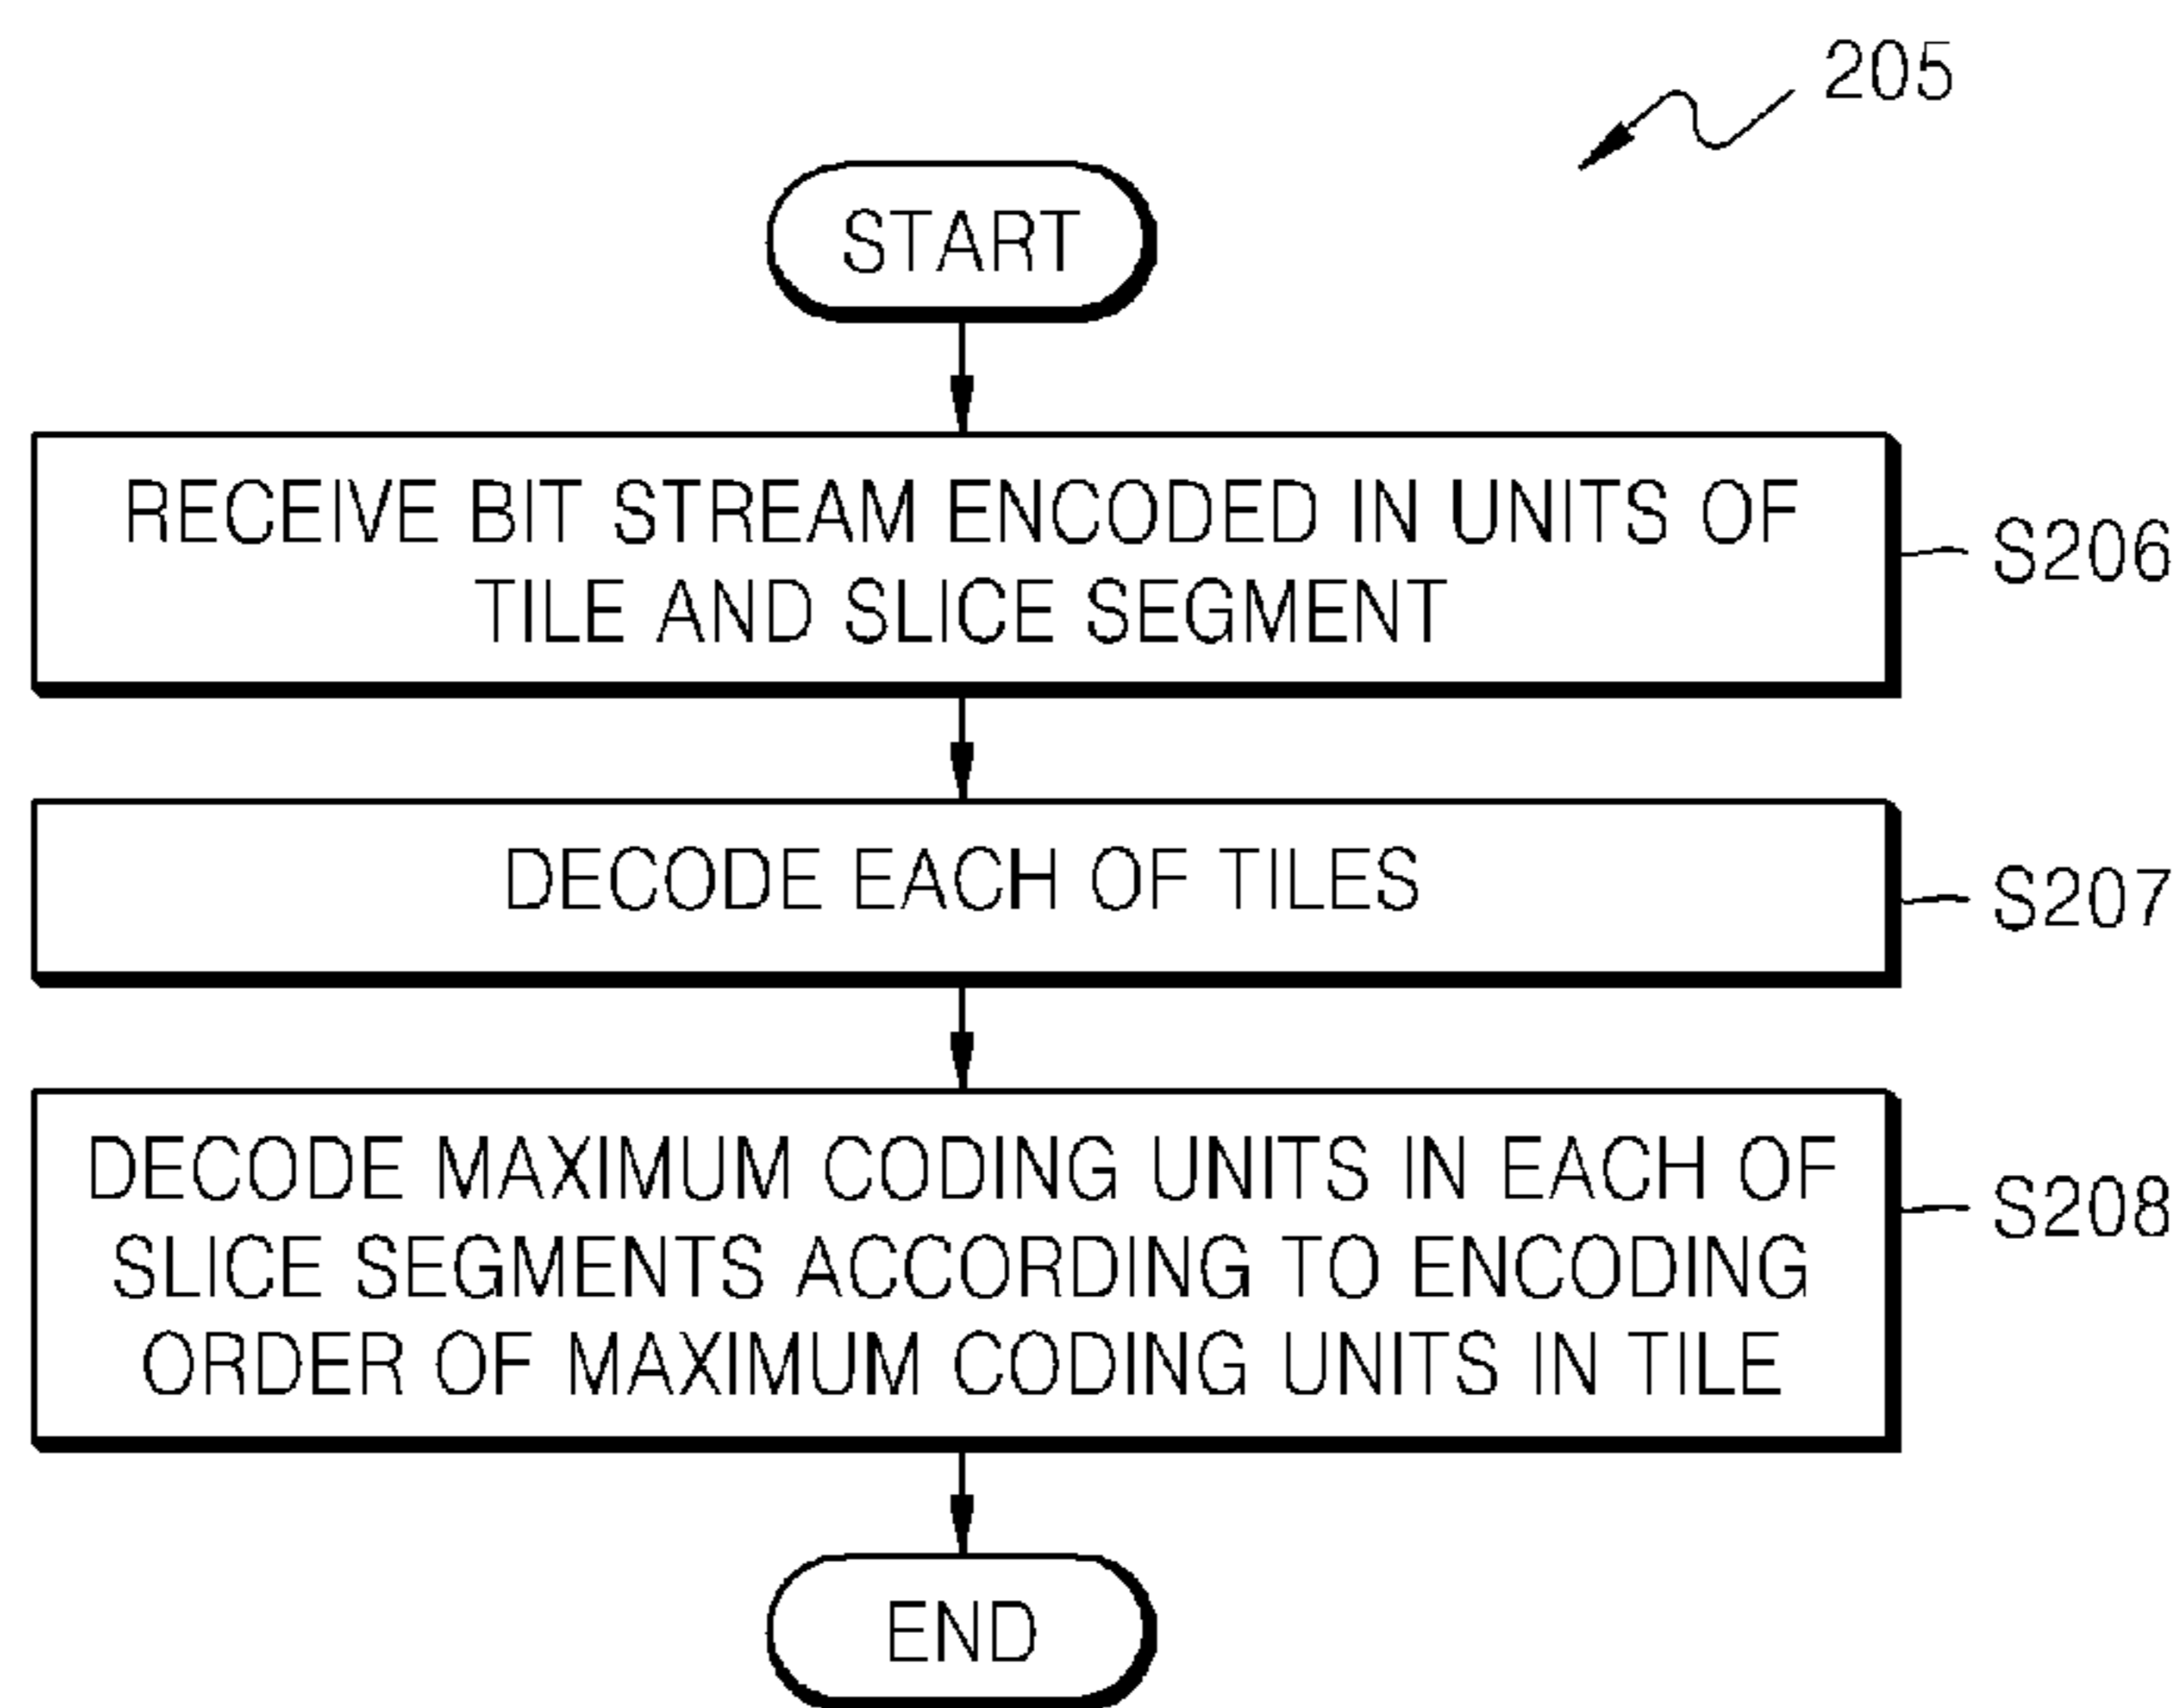 205
START
RECEIVE BIT STREAM ENCODED IN UNITS OF
TILE AND SLICE SEGMENT
S206
DECODE EACH OF TILES
S207
DECODE MAXIMUM CODING UNITS IN EACH OF
SLICE SEGMENTS ACCORDING TO ENCODING
ORDER OF MAXIMUM CODING UNITS IN TILE
S208
END